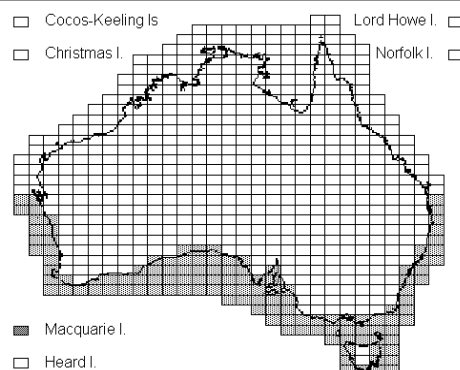 Cocos-Keeling Is
Lord Howe I.
Christmas I.
Norfolk I.
Macquarie I.
Heard I.